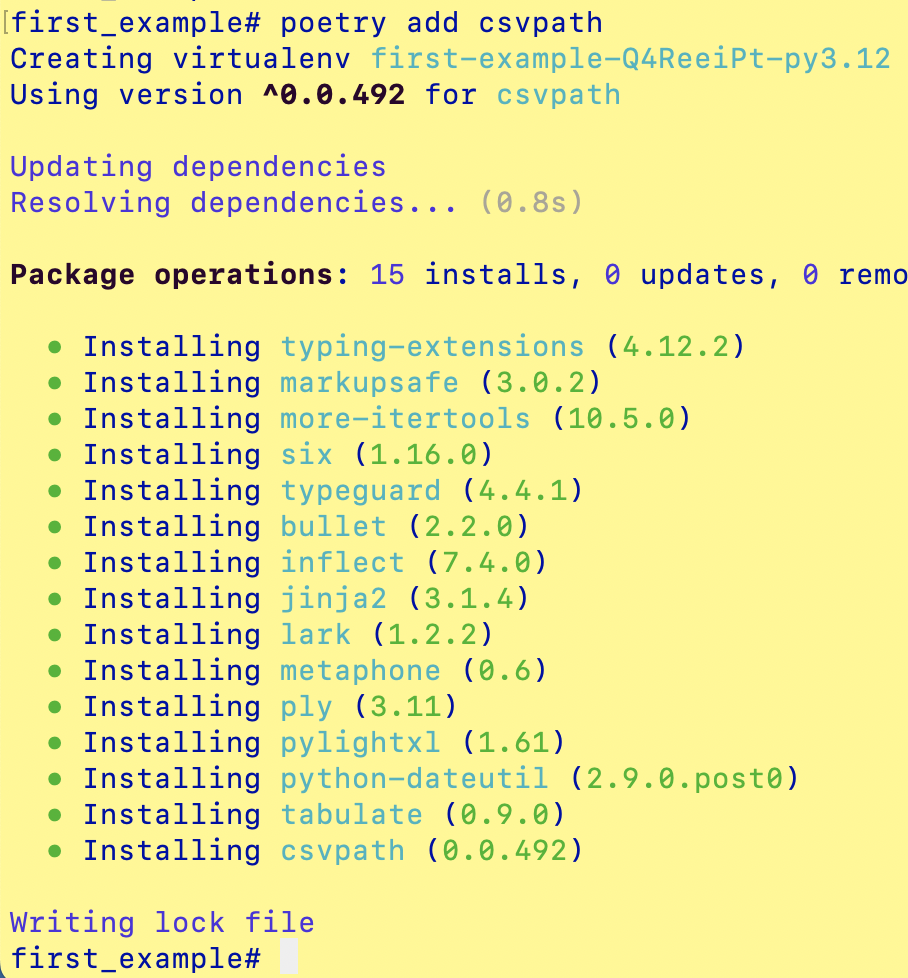 [first_example# poetry add csvpath
Creating virtualenv first-example-Q4ReeiPt-py3.12
Using version ^0.0.492 for csvpath
Updating dependencies
Resolving dependencies... (0.8s)
Package operations: 15 installs, 0 updates, 0 remo
• Installing typing-extensions (4.12.2)
• Installing markupsafe (3.0.2)
• Installing more-itertools (10.5.0)
• Installing six (1.16.0)
• Installing typeguard (4.4.1)
• Installing bullet (2.2.0)
• Installing inflect (7.4.0)
• Installing jinja2 (3.1.4)
• Installing lark (1.2.2)
• Installing metaphone (0.6)
• Installing ply (3.11)
• Installing pylightxl (1.61)
• Installing python-dateutil (2.9.0.post0)
• Installing tabulate (0.9.0)
• Installing csvpath (0.0.492)
Writing lock file
first_example#